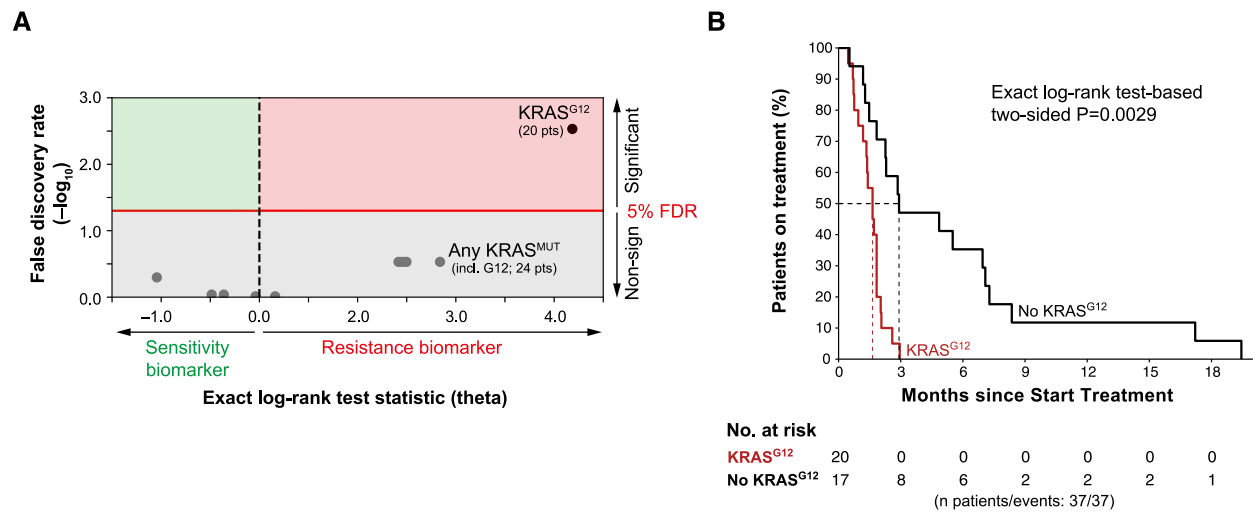 A
False discovery rate
(–log10)
3.0
2.0
1.0
0.0
KRASG12
(20 pts)
Any KRASMUT
(incl. G12; 24 pts)
Significant
5% FDR
Non-sign
–1.0
0.0
2.0
3.0
4.0
Sensitivity
biomarker
Resistance biomarker
Exact log-rank test statistic (theta)
B
Patients on treatment (%)
100
90
80
70
60
50
40
30
20
10
0
Exact log-rank test-based
two-sided P=0.0029
No KRASG12
KRASG12
0 3 6 9 12 15 18
Months since Start Treatment
No. at risk
KRASG12 20 0 0 0 0 0 0
No KRASG12 17 8 6 2 2 2 1
(n patients/events: 37/37)